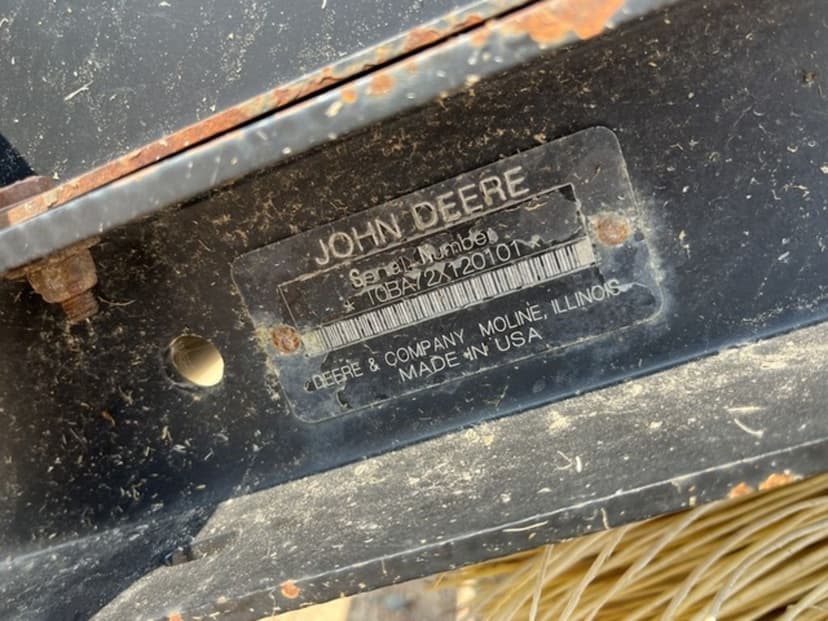 JOHN DEERE
Serial Number
T0BA72X120101
DEERE & COMPANY MOLINE, ILLINOIS
MADE IN USA